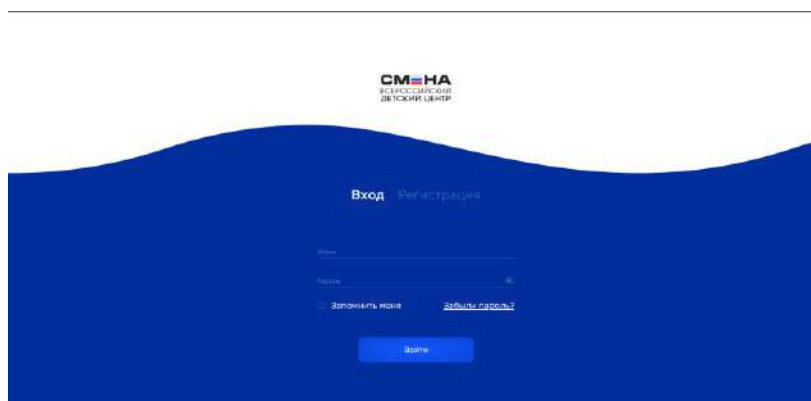 СМЕНА
ВСЕРОССИЙСКИЙ
ДЕТСКИЙ ЦЕНТР
Вход Регистрация
Логин
Пароль
Запомнить меня Забыли пароль?
Войти